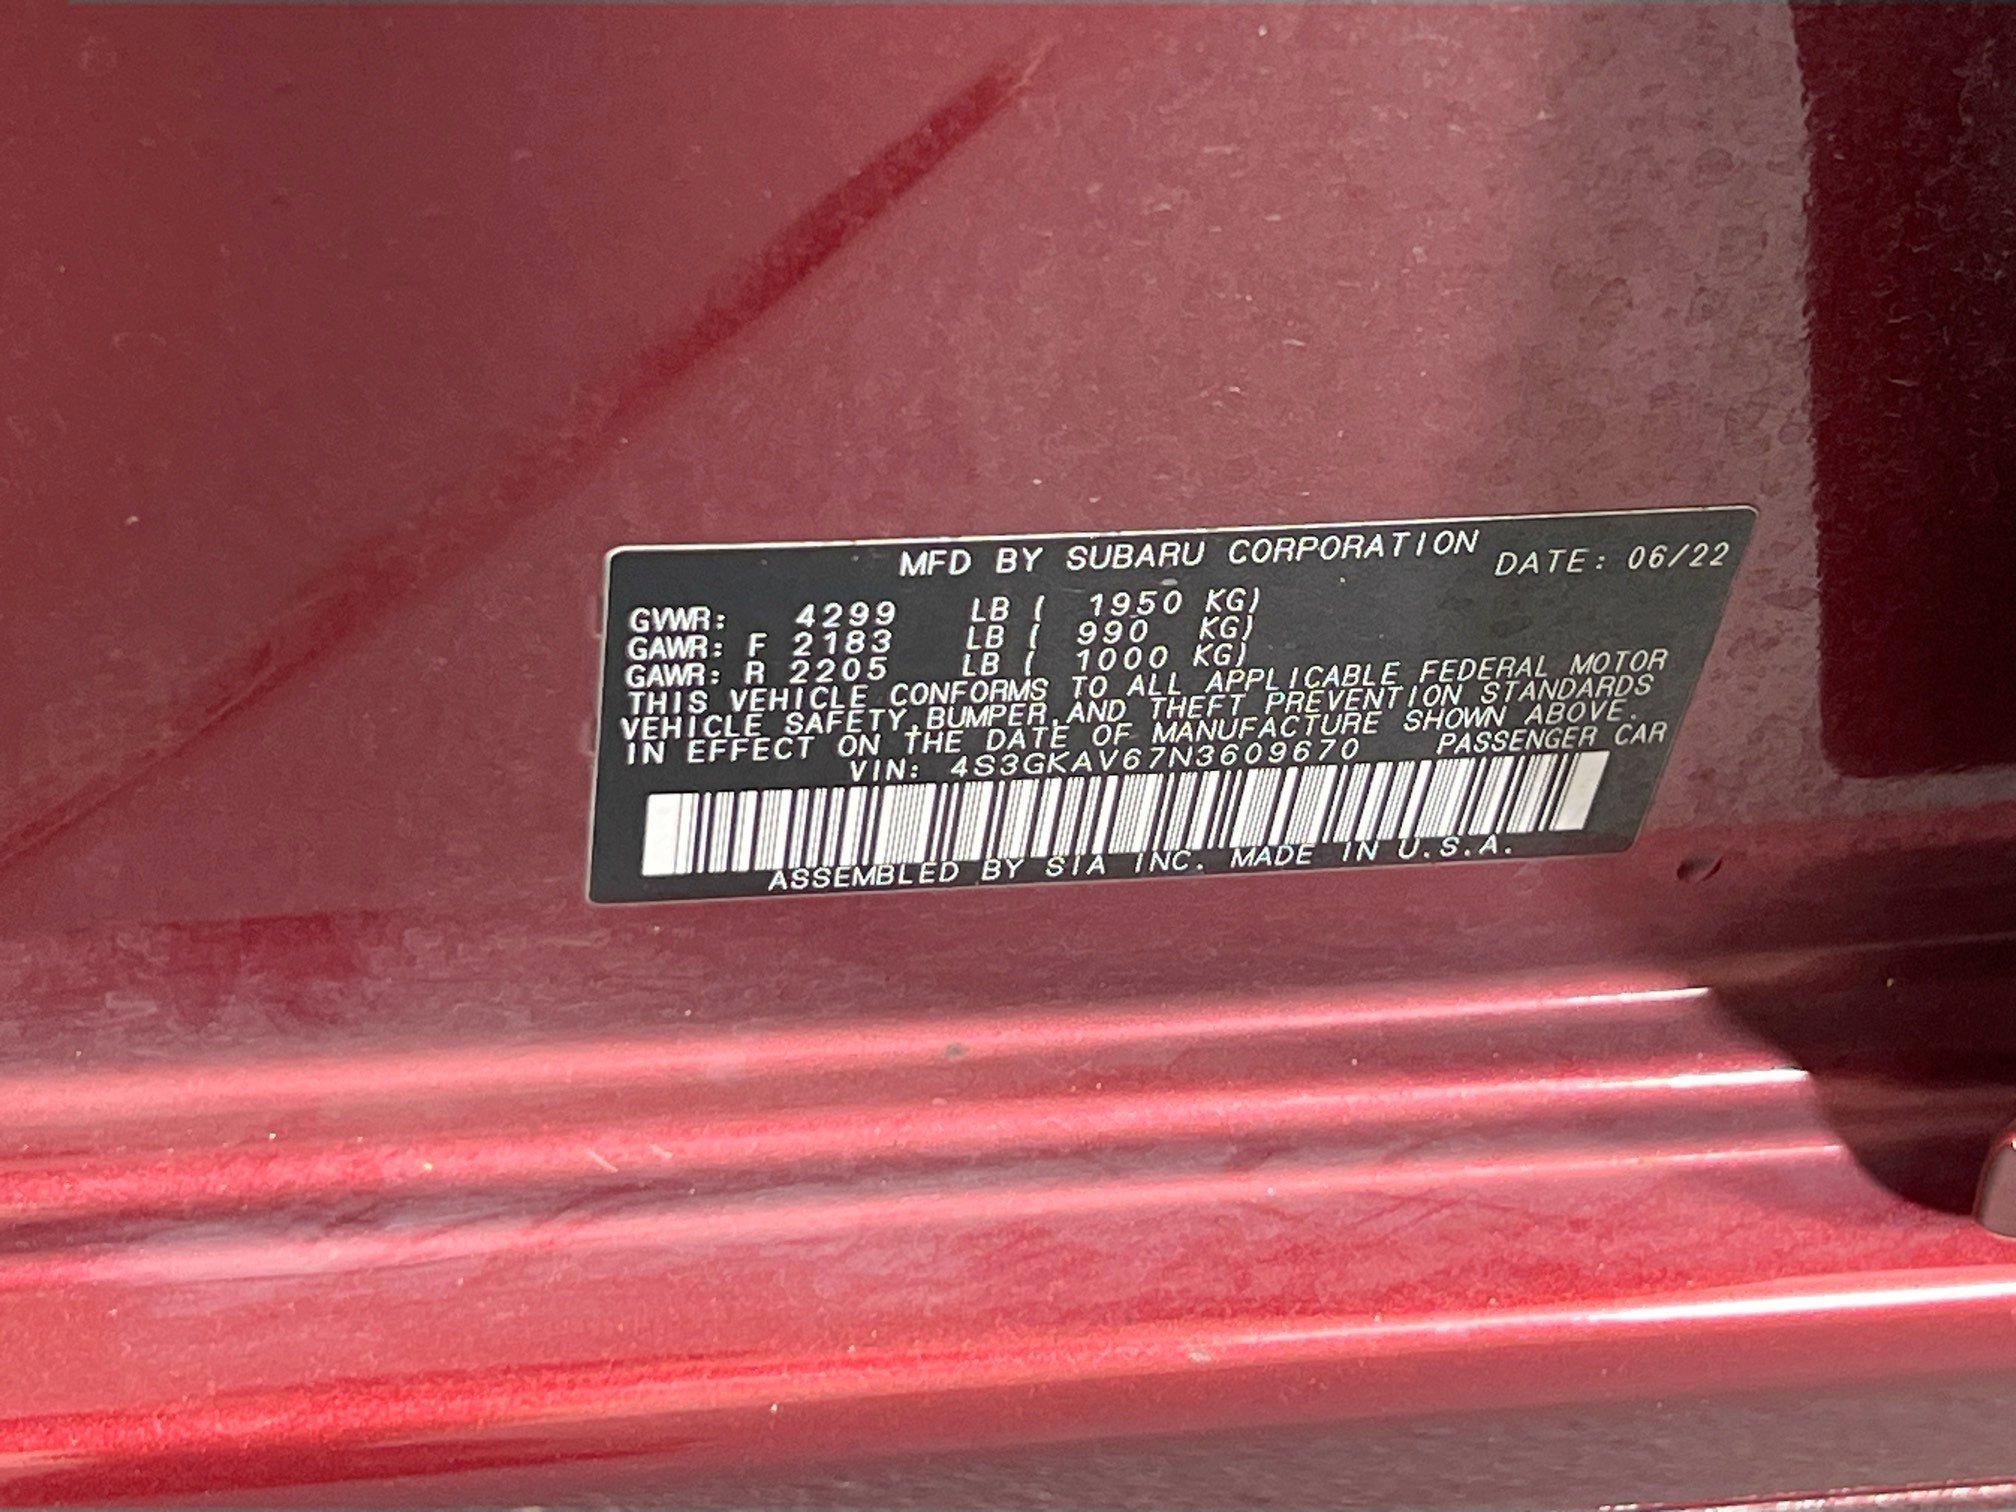 MFD BY SUBARU CORPORATION DATE: 06/22
GVWR: 4299 LB ( 1950 KG)
GAWR: F 2183 LB ( 990 KG)
GAWR: R 2205 LB ( 1000 KG)
THIS VEHICLE CONFORMS TO ALL APPLICABLE FEDERAL MOTOR
VEHICLE SAFETY,BUMPER,AND THEFT PREVENTION STANDARDS
IN EFFECT ON THE DATE OF MANUFACTURE SHOWN ABOVE.
VIN: 4S3GKAV67N3609670 PASSENGER CAR
ASSEMBLED BY SIA INC. MADE IN U.S.A.